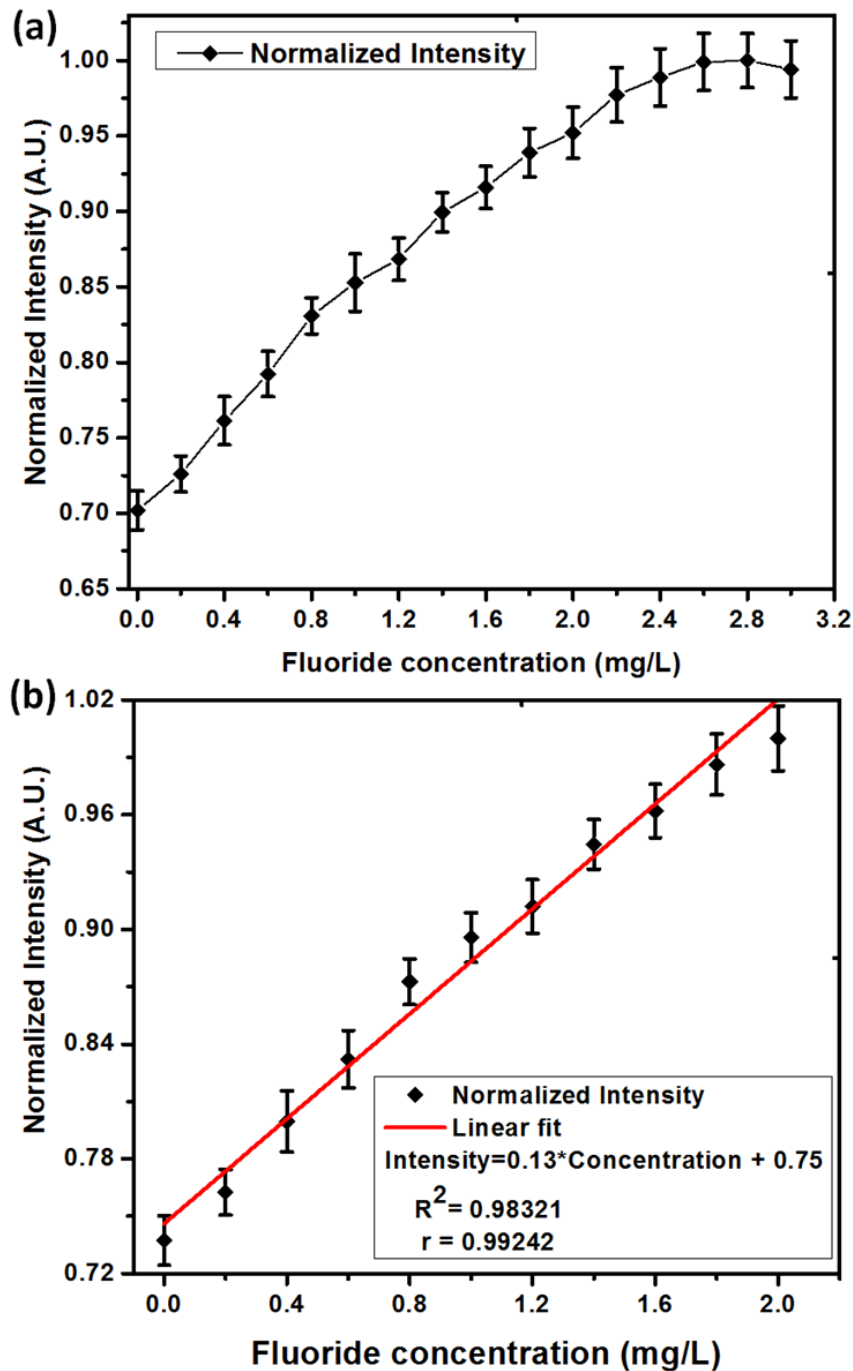 (a)
Normalized Intensity
Normalized Intensity (A.U.)
1.00
0.95
0.90
0.85
0.80
0.75
0.70
0.65
0.0 0.4 0.8 1.2 1.6 2.0 2.4 2.8 3.2
Fluoride concentration (mg/L)
(b)
Normalized Intensity (A.U.)
1.02
0.96
0.90
0.84
0.78
0.72
Normalized Intensity
Linear fit
Intensity=0.13*Concentration + 0.75
R2= 0.98321
r = 0.99242
0.0 0.4 0.8 1.2 1.6 2.0
Fluoride concentration (mg/L)